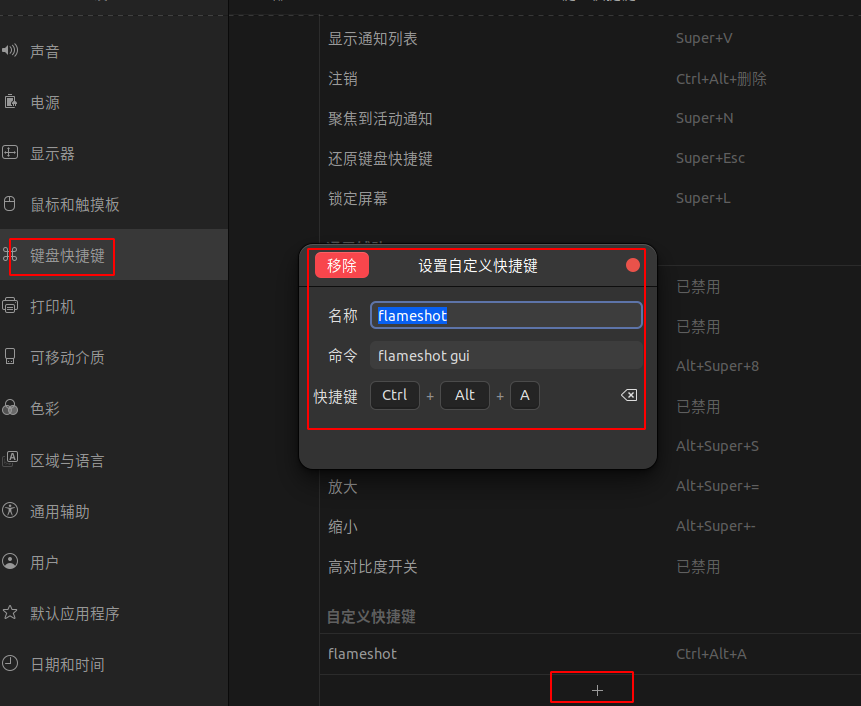 声音
电源
显示器
鼠标和触摸板
键盘快捷键
打印机
可移动介质
色彩
区域与语言
通用辅助
用户
默认应用程序
日期和时间
显示通知列表 Super+V
注销 Ctrl+Alt+删除
聚焦到活动通知 Super+N
还原键盘快捷键 Super+Esc
锁定屏幕 Super+L
移除 设置自定义快捷键
名称 flameshot
命令 flameshot gui
快捷键 Ctrl + Alt + A
已禁用
已禁用
Alt+Super+8
已禁用
Alt+Super+S
放大 Alt+Super+=
缩小 Alt+Super+-
高对比度开关 已禁用
自定义快捷键
flameshot Ctrl+Alt+A
+